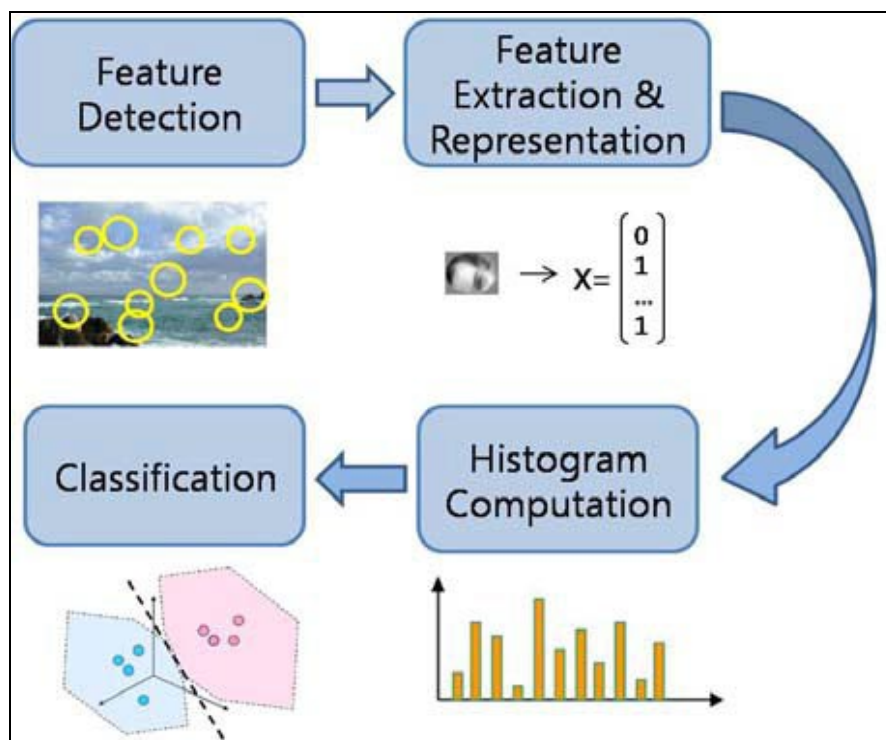 Feature
Detection
Feature
Extraction &
Representation
X=
0
1
...
1
Classification
Histogram
Computation